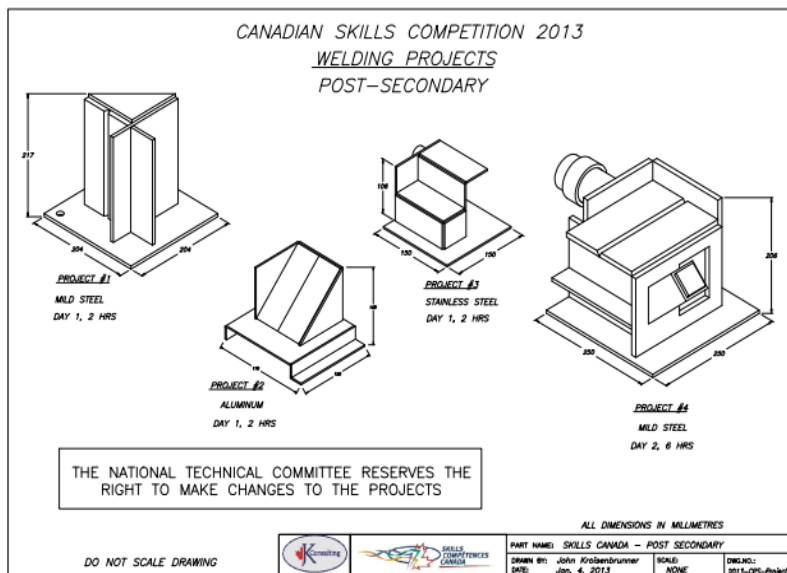 CANADIAN SKILLS COMPETITION 2013
WELDING PROJECTS
POST-SECONDARY
217
204
204
PROJECT #1
MILD STEEL
DAY 1, 2 HRS
106
150
150
PROJECT #3
STAINLESS STEEL
DAY 1, 2 HRS
PROJECT #2
ALUMINUM
DAY 1, 2 HRS
250
250
PROJECT #4
MILD STEEL
DAY 2, 6 HRS
THE NATIONAL TECHNICAL COMMITTEE RESERVES THE
RIGHT TO MAKE CHANGES TO THE PROJECTS
ALL DIMENSIONS IN MILLIMETRES
DO NOT SCALE DRAWING
K Consulting
SKILLS
COMPÉTENCES
CANADA
PART NAME: SKILLS CANADA - POST SECONDARY
DRAWN BY: John Kroisenbrunner
DATE: Jan. 4, 2013
SCALE:
NONE
DWG.NO.: